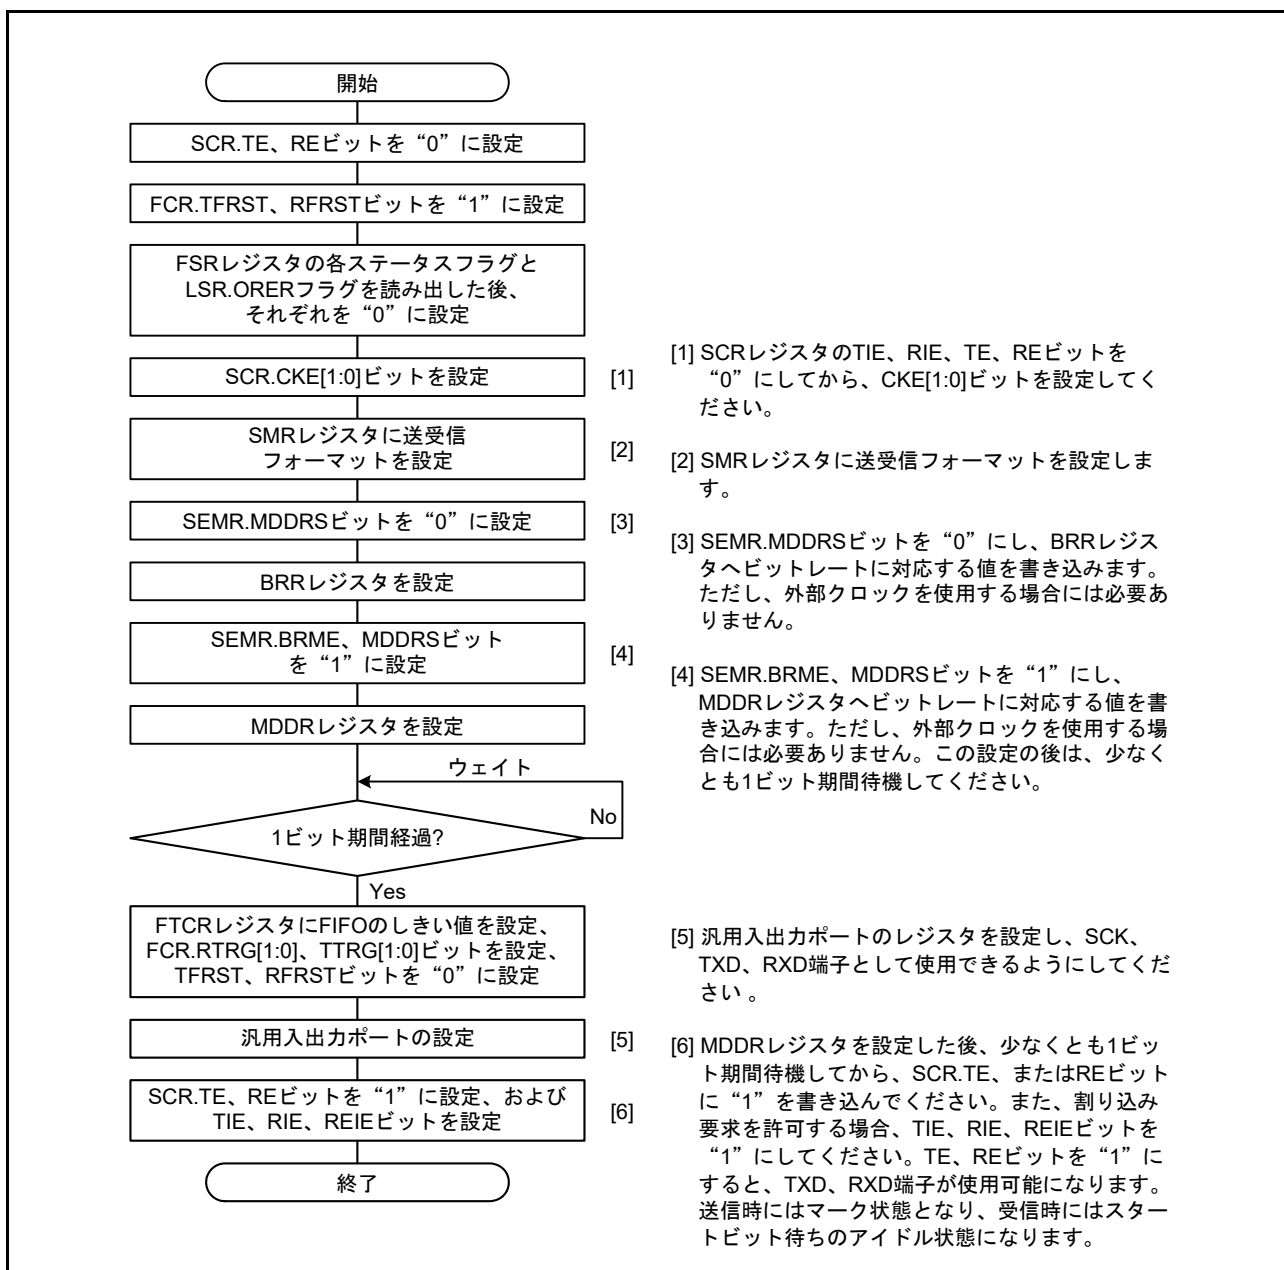 開始
SCR.TE、REビットを“0”に設定
FCR.TFRST、RFRSTビットを“1”に設定
FSRレジスタの各ステータスフラグと
LSR.ORERフラグを読み出した後、
それぞれを“0”に設定
SCR.CKE[1:0]ビットを設定
[1]
SMRレジスタに送受信
フォーマットを設定
[2]
SEMR.MDDRSビットを“0”に設定
[3]
BRRレジスタを設定
SEMR.BRME、MDDRSビット
を“1”に設定
[4]
MDDRレジスタを設定
ウェイト
1ビット期間経過?
No
Yes
FTCRレジスタにFIFOのしきい値を設定、
FCR.RTRG[1:0]、TTRG[1:0]ビットを設定、
TFRST、RFRSTビットを“0”に設定
汎用入出力ポートの設定
[5]
SCR.TE、REビットを“1”に設定、および
TIE、RIE、REIEビットを設定
[6]
終了
[1] SCRレジスタのTIE、RIE、TE、REビットを
“0”にしてから、CKE[1:0]ビットを設定してく
ださい。
[2] SMRレジスタに送受信フォーマットを設定しま
す。
[3] SEMR.MDDRSビットを“0”にし、BRRレジス
タへビットレートに対応する値を書き込みます。
ただし、外部クロックを使用する場合には必要あ
りません。
[4] SEMR.BRME、MDDRSビットを“1”にし、
MDDRレジスタへビットレートに対応する値を書
き込みます。ただし、外部クロックを使用する場
合には必要ありません。この設定の後は、少なく
とも1ビット期間待機してください。
[5] 汎用入出力ポートのレジスタを設定し、SCK、
TXD、RXD端子として使用できるようにしてくだ
さい 。
[6] MDDRレジスタを設定した後、少なくとも1ビッ
ト期間待機してから、SCR.TE、またはREビット
に“1”を書き込んでください。また、割り込み
要求を許可する場合、TIE、RIE、REIEビットを
“1”にしてください。TE、REビットを“1”に
すると、TXD、RXD端子が使用可能になります。
送信時にはマーク状態となり、受信時にはスター
トビット待ちのアイドル状態になります。